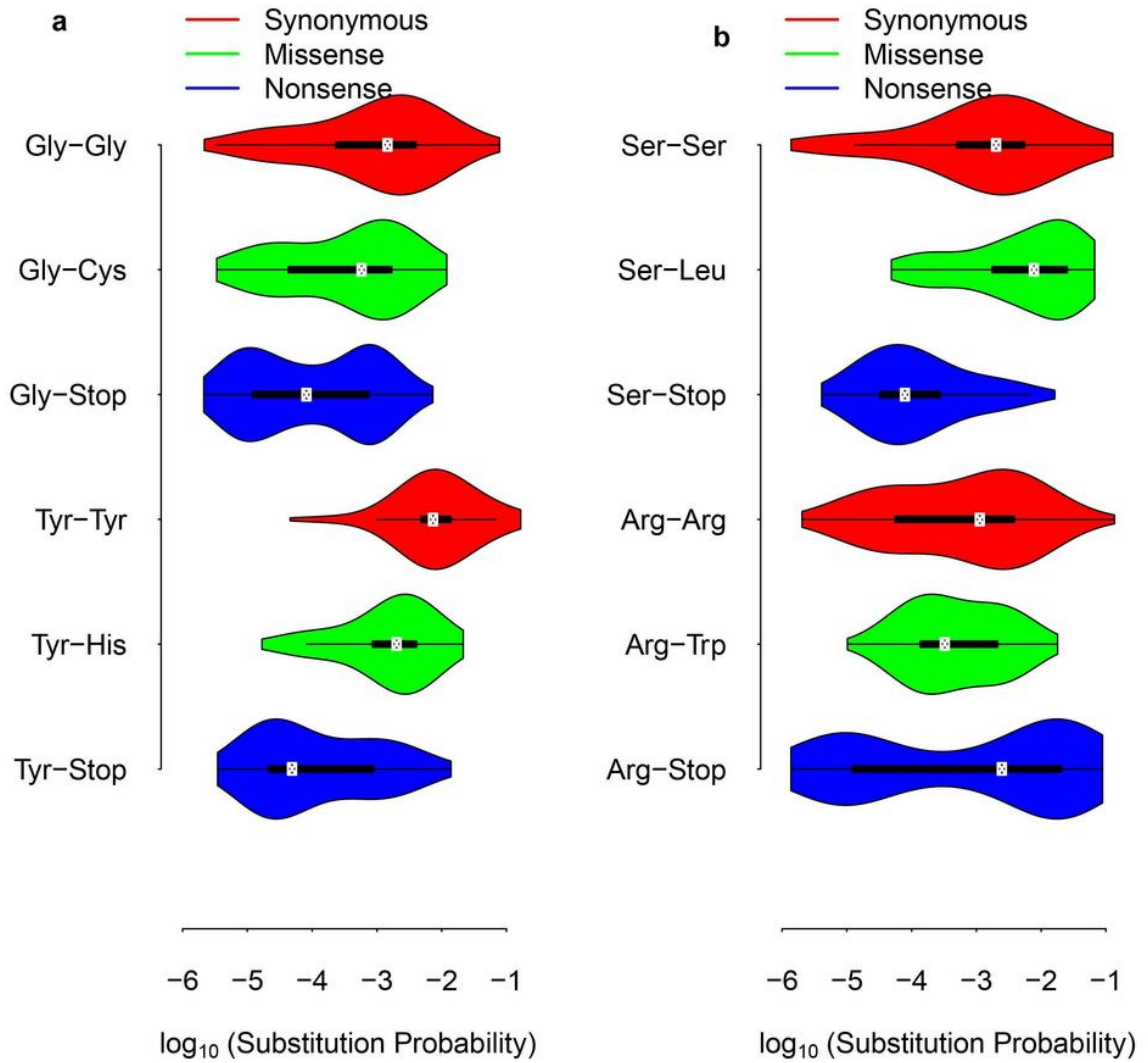 a
Synonymous
Missense
Nonsense
Gly−Gly
Gly−Cys
Gly−Stop
Tyr−Tyr
Tyr−His
Tyr−Stop
−6 −5 −4 −3 −2 −1
log₁₀ (Substitution Probability)
b
Synonymous
Missense
Nonsense
Ser−Ser
Ser−Leu
Ser−Stop
Arg−Arg
Arg−Trp
Arg−Stop
−6 −5 −4 −3 −2 −1
log₁₀ (Substitution Probability)